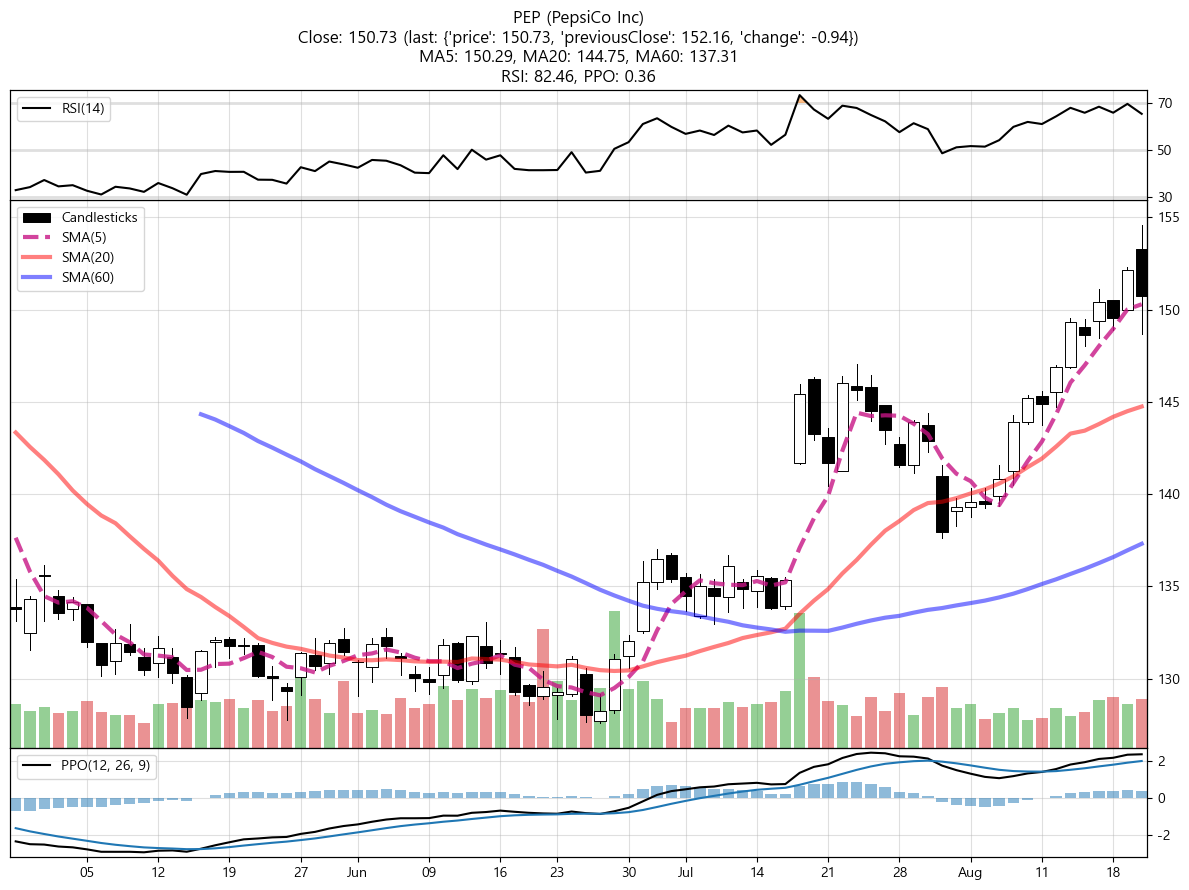 PEP (PepsiCo Inc)
Close: 150.73 (last: {'price': 150.73, 'previousClose': 152.16, 'change': -0.94})
MA5: 150.29, MA20: 144.75, MA60: 137.31
RSI: 82.46, PPO: 0.36
RSI(14)
70
50
30
Candlesticks
SMA(5)
SMA(20)
SMA(60)
155
150
145
140
135
130
PPO(12, 26, 9)
2
0
-2
05 12 19 27 Jun 09 16 23 30 Jul 14 21 28 Aug 11 18